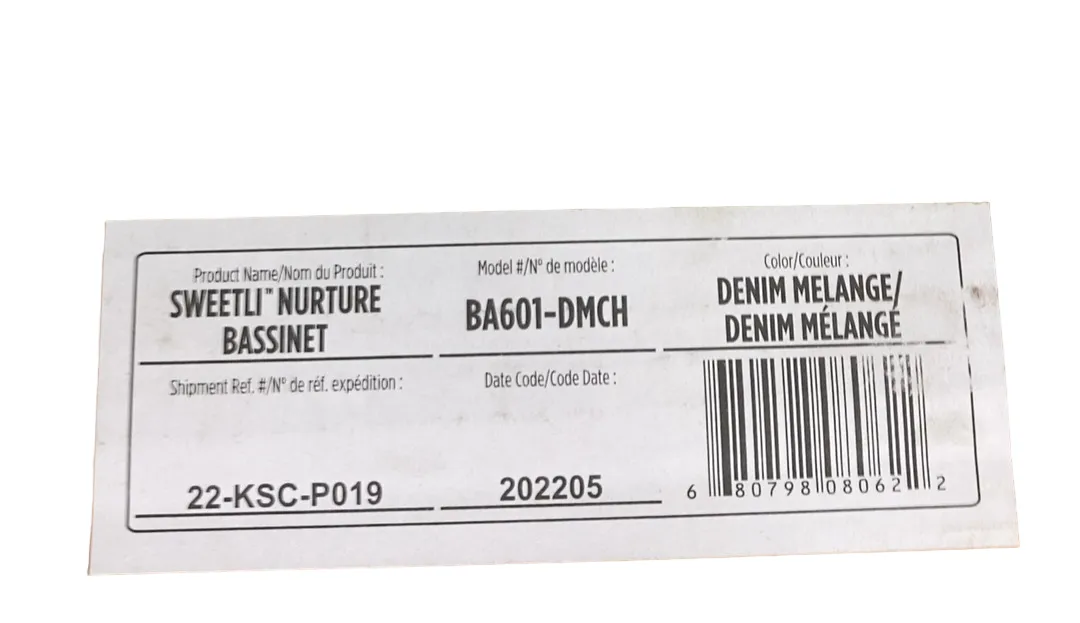 Product Name/Nom du Produit :
SWEETLI™ NURTURE
BASSINET
Model #/N° de modèle :
BA601-DMCH
Color/Couleur :
DENIM MELANGE/
DENIM MÉLANGE
Shipment Ref. #/N° de réf. expédition :
22-KSC-P019
Date Code/Code Date :
202205
6 80798 08062 2